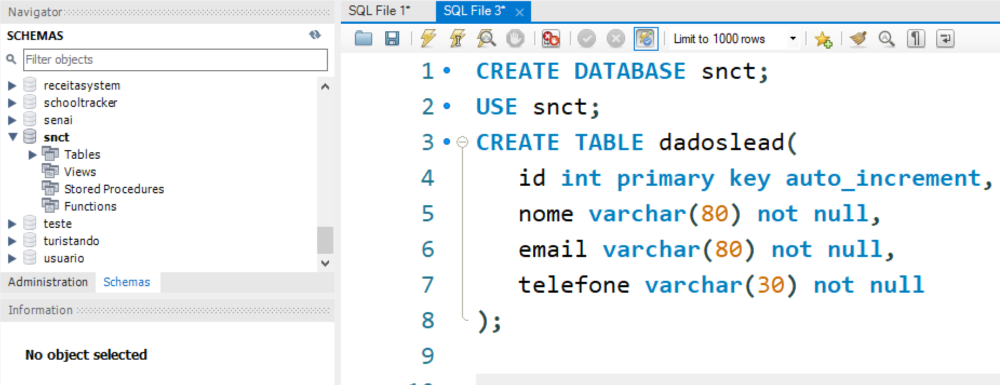 Navigator
SCHEMAS
Filter objects
receitasystem
schooltracker
senai
snct
Tables
Views
Stored Procedures
Functions
teste
turistando
usuario
Administration Schemas
Information
No object selected
SQL File 1* SQL File 3*
Limit to 1000 rows
1 CREATE DATABASE snct;
2 USE snct;
3 CREATE TABLE dadoslead(
4 id int primary key auto_increment,
5 nome varchar(80) not null,
6 email varchar(80) not null,
7 telefone varchar(30) not null
8 );
9